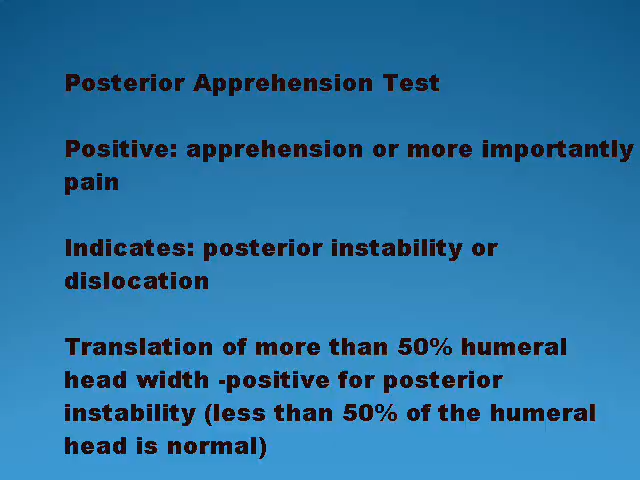 Posterior Apprehension Test
Positive: apprehension or more importantly
pain
Indicates: posterior instability or
dislocation
Translation of more than 50% humeral
head width -positive for posterior
instability (less than 50% of the humeral
head is normal)